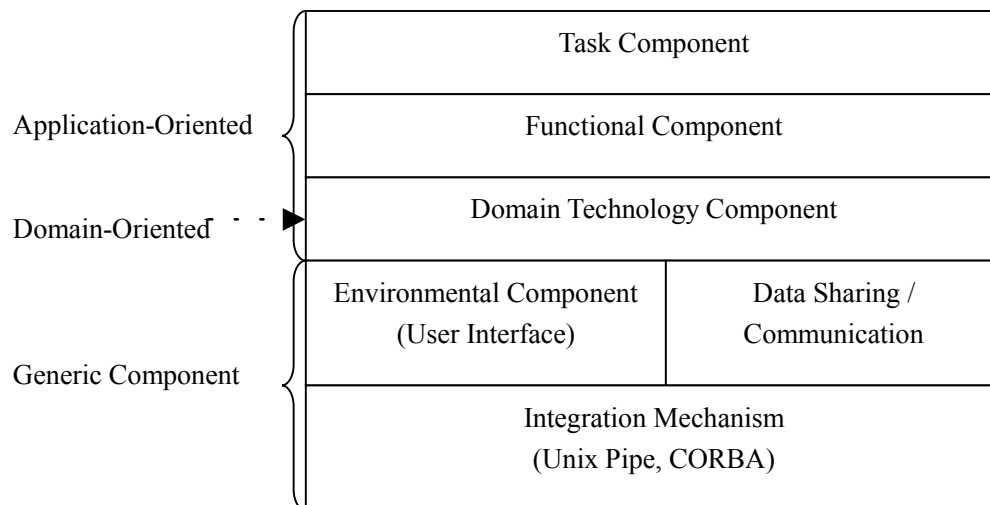 Task Component
Application-Oriented
Functional Component
Domain-Oriented
Domain Technology Component
Environmental Component
(User Interface)
Data Sharing /
Communication
Generic Component
Integration Mechanism
(Unix Pipe, CORBA)